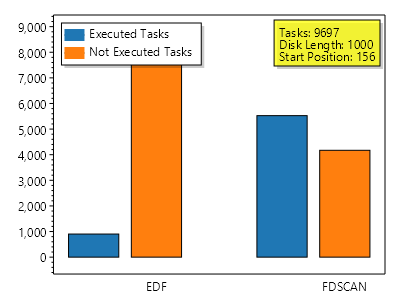 Executed Tasks
Not Executed Tasks
Tasks: 9697
Disk Length: 1000
Start Position: 156
9,000
8,000
7,000
6,000
5,000
4,000
3,000
2,000
1,000
0
EDF
FDSCAN